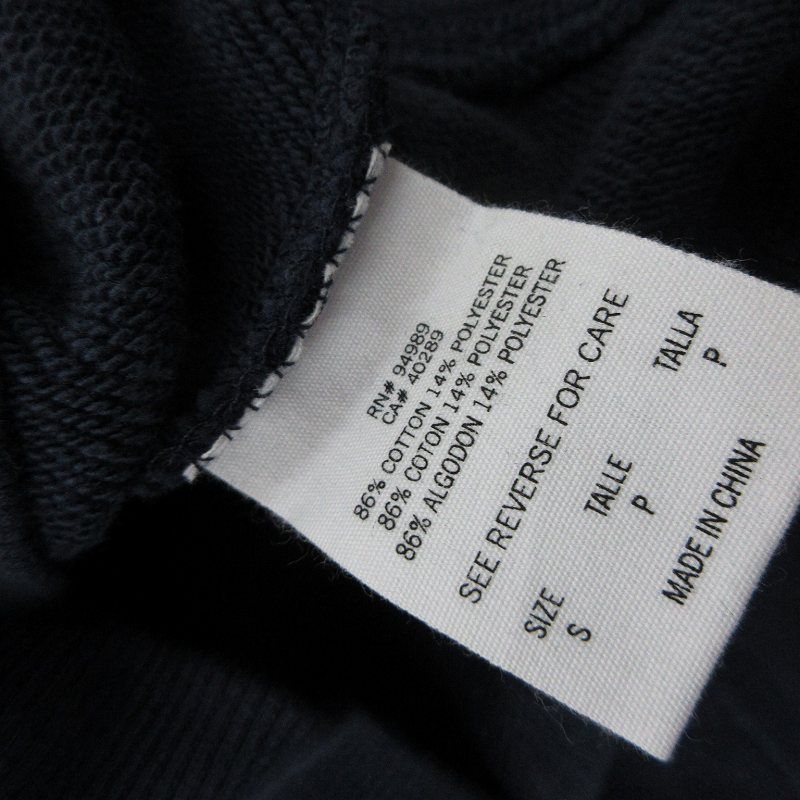 RN# 94989
CA# 40289
86% COTTON 14% POLYESTER
86% COTON 14% POLYESTER
86% ALGODON 14% POLYESTER
SEE REVERSE FOR CARE
SIZE TALLE TALLA
S P P
MADE IN CHINA